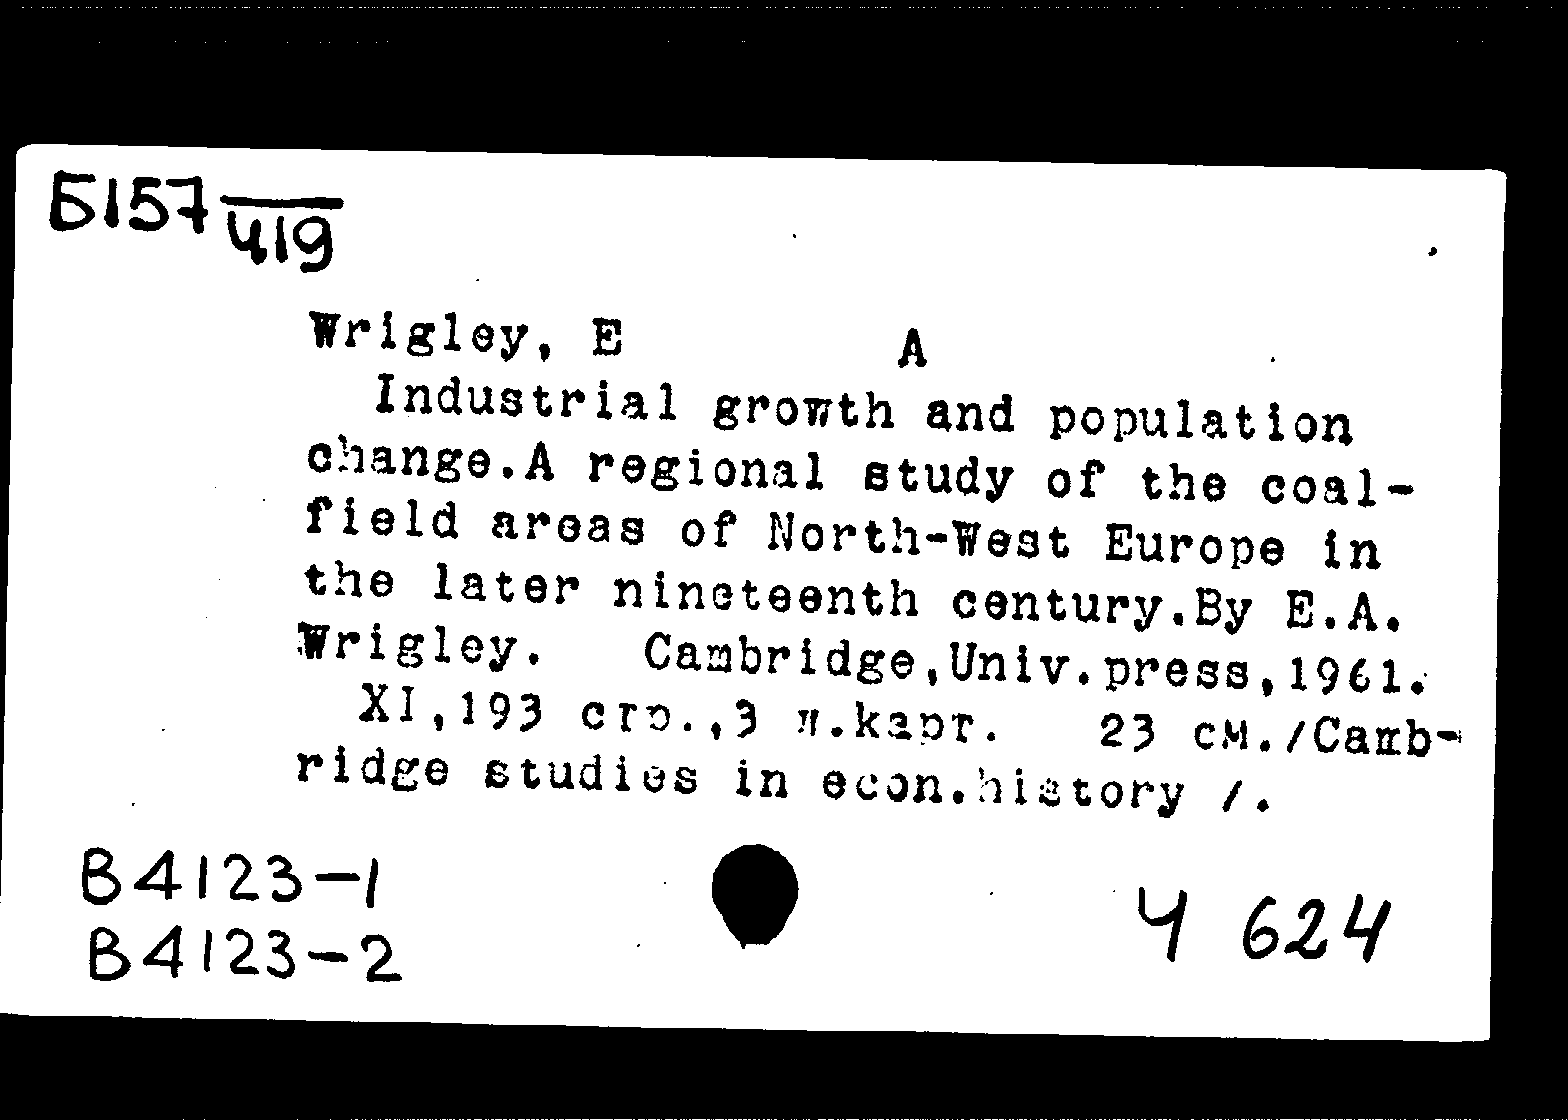 Б157
419
Wrigley, E A
Industrial growth and population
change.A regional study of the coal-
field areas of North-West Europe in
the later nineteenth century.By E.A.
Wrigley. Cambridge,Univ.press,1961.
XI,193 стр.,3 л.карт. 23 см./Camb-
ridge studies in econ.history /.
B4123-1
B4123-2
Ч 624